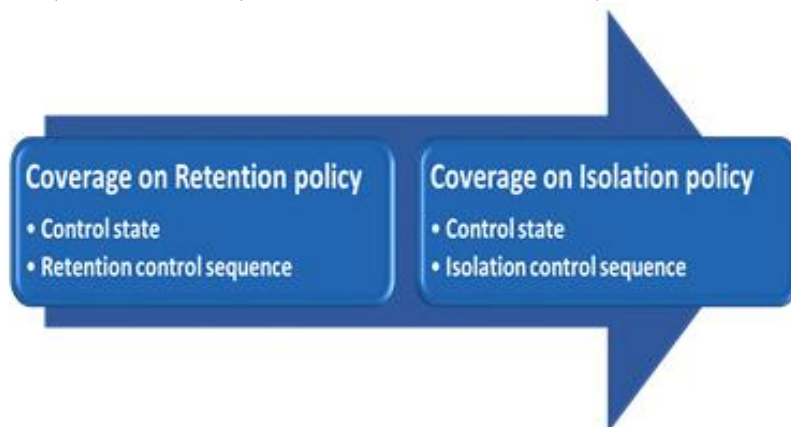 Coverage on Retention policy
• Control state
• Retention control sequence
Coverage on Isolation policy
• Control state
• Isolation control sequence